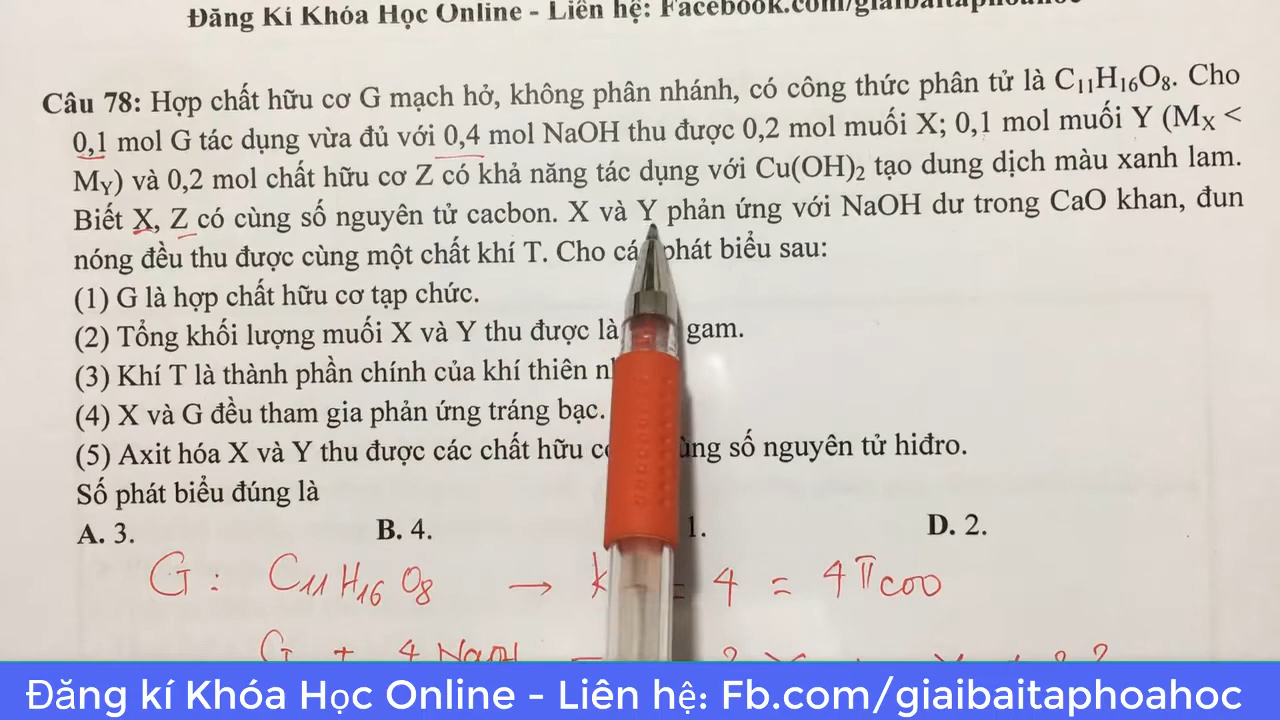 Đăng Kí Khóa Học Online - Liên hệ: Facebook.com/giaibaitaphoahoc
Câu 78: Hợp chất hữu cơ G mạch hở, không phân nhánh, có công thức phân tử là C₁₁H₁₆O₈. Cho
0,1 mol G tác dụng vừa đủ với 0,4 mol NaOH thu được 0,2 mol muối X; 0,1 mol muối Y (Mₓ <
M_Y) và 0,2 mol chất hữu cơ Z có khả năng tác dụng với Cu(OH)₂ tạo dung dịch màu xanh lam.
Biết X, Z có cùng số nguyên tử cacbon. X và Y phản ứng với NaOH dư trong CaO khan, đun
nóng đều thu được cùng một chất khí T. Cho phát biểu sau:
(1) G là hợp chất hữu cơ tạp chức.
(2) Tổng khối lượng muối X và Y thu được là gam.
(3) Khí T là thành phần chính của khí thiên
(4) X và G đều tham gia phản ứng tráng bạc.
(5) Axit hóa X và Y thu được các chất hữu số nguyên tử hiđro.
Số phát biểu đúng là
A. 3. B. 4. 1. D. 2.
G: C₁₁H₁₆O₈ → k = 4 = 4π coo
G + 4 NaOH
Đăng kí Khóa Học Online - Liên hệ: Fb.com/giaibaitaphoahoc